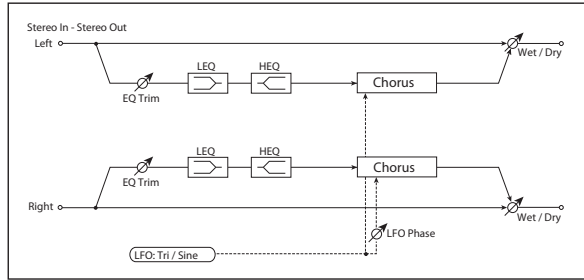 Stereo In - Stereo Out
Left
Wet / Dry
LEQ
HEQ
EQ Trim
Chorus
LEQ
HEQ
EQ Trim
Chorus
Right
Wet / Dry
LFO Phase
LFO: Tri / Sine